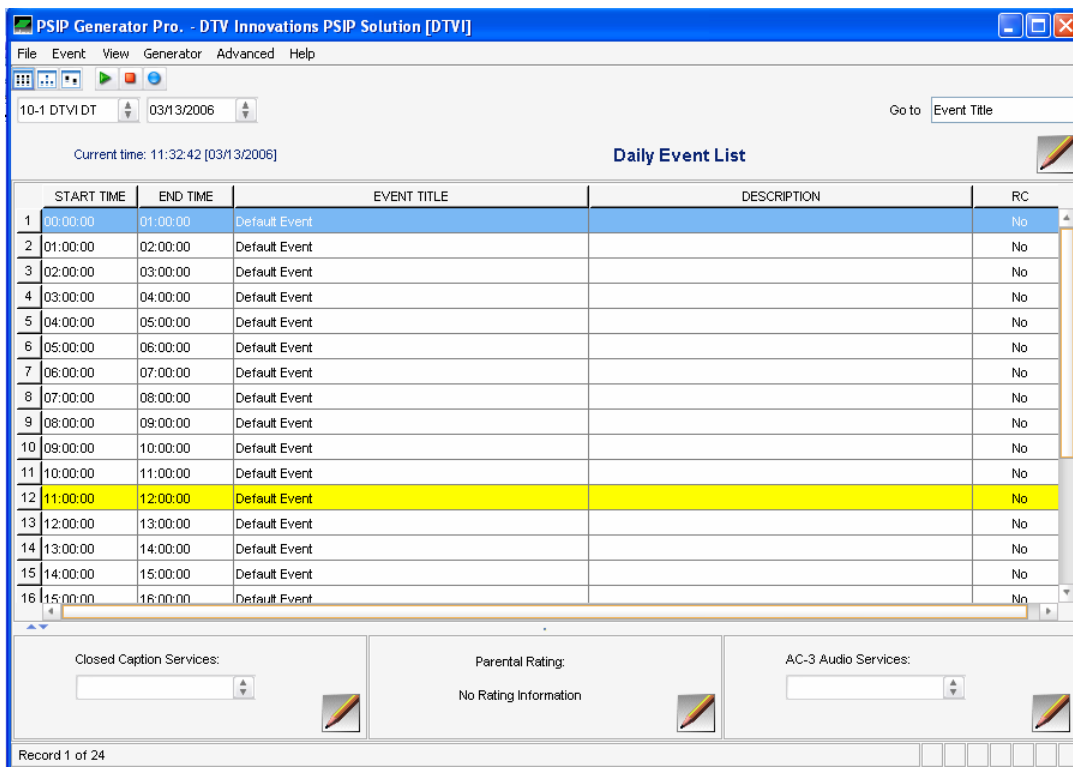 PSIP Generator Pro. - DTV Innovations PSIP Solution [DTVI]
File Event View Generator Advanced Help
10-1 DTVI DT 03/13/2006 Go to Event Title
Current time: 11:32:42 [03/13/2006] Daily Event List
START TIME END TIME EVENT TITLE DESCRIPTION RC
1 00:00:00 01:00:00 Default Event No
2 01:00:00 02:00:00 Default Event No
3 02:00:00 03:00:00 Default Event No
4 03:00:00 04:00:00 Default Event No
5 04:00:00 05:00:00 Default Event No
6 05:00:00 06:00:00 Default Event No
7 06:00:00 07:00:00 Default Event No
8 07:00:00 08:00:00 Default Event No
9 08:00:00 09:00:00 Default Event No
10 09:00:00 10:00:00 Default Event No
11 10:00:00 11:00:00 Default Event No
12 11:00:00 12:00:00 Default Event No
13 12:00:00 13:00:00 Default Event No
14 13:00:00 14:00:00 Default Event No
15 14:00:00 15:00:00 Default Event No
16 15:00:00 16:00:00 Default Event No
Closed Caption Services: Parental Rating: AC-3 Audio Services:
No Rating Information
Record 1 of 24